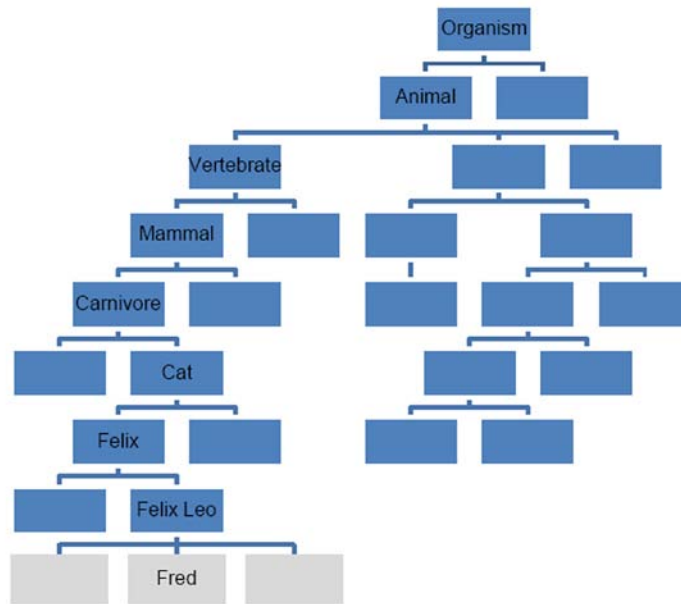 Organism
Animal
Vertebrate
Mammal
Carnivore
Cat
Felix
Felix Leo
Fred